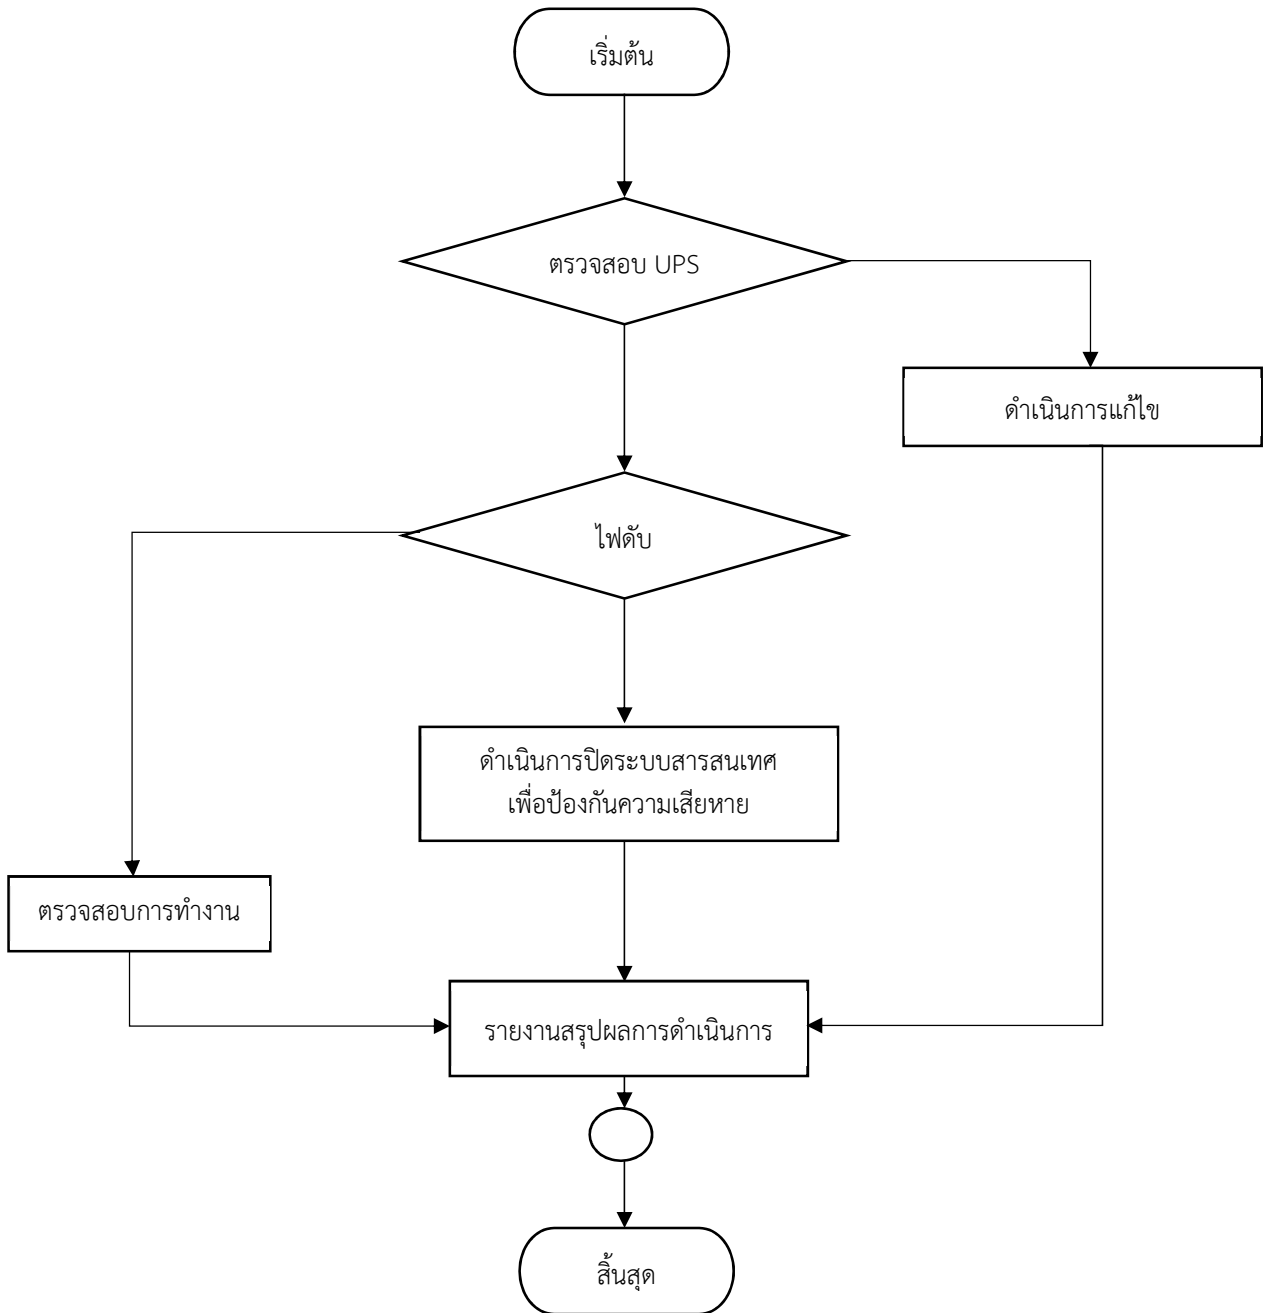 เริ่มต้น
ตรวจสอบ UPS
ดำเนินการแก้ไข
ไฟดับ
ดำเนินการปิดระบบสารสนเทศ
เพื่อป้องกันความเสียหาย
ตรวจสอบการทำงาน
รายงานสรุปผลการดำเนินการ
สิ้นสุด